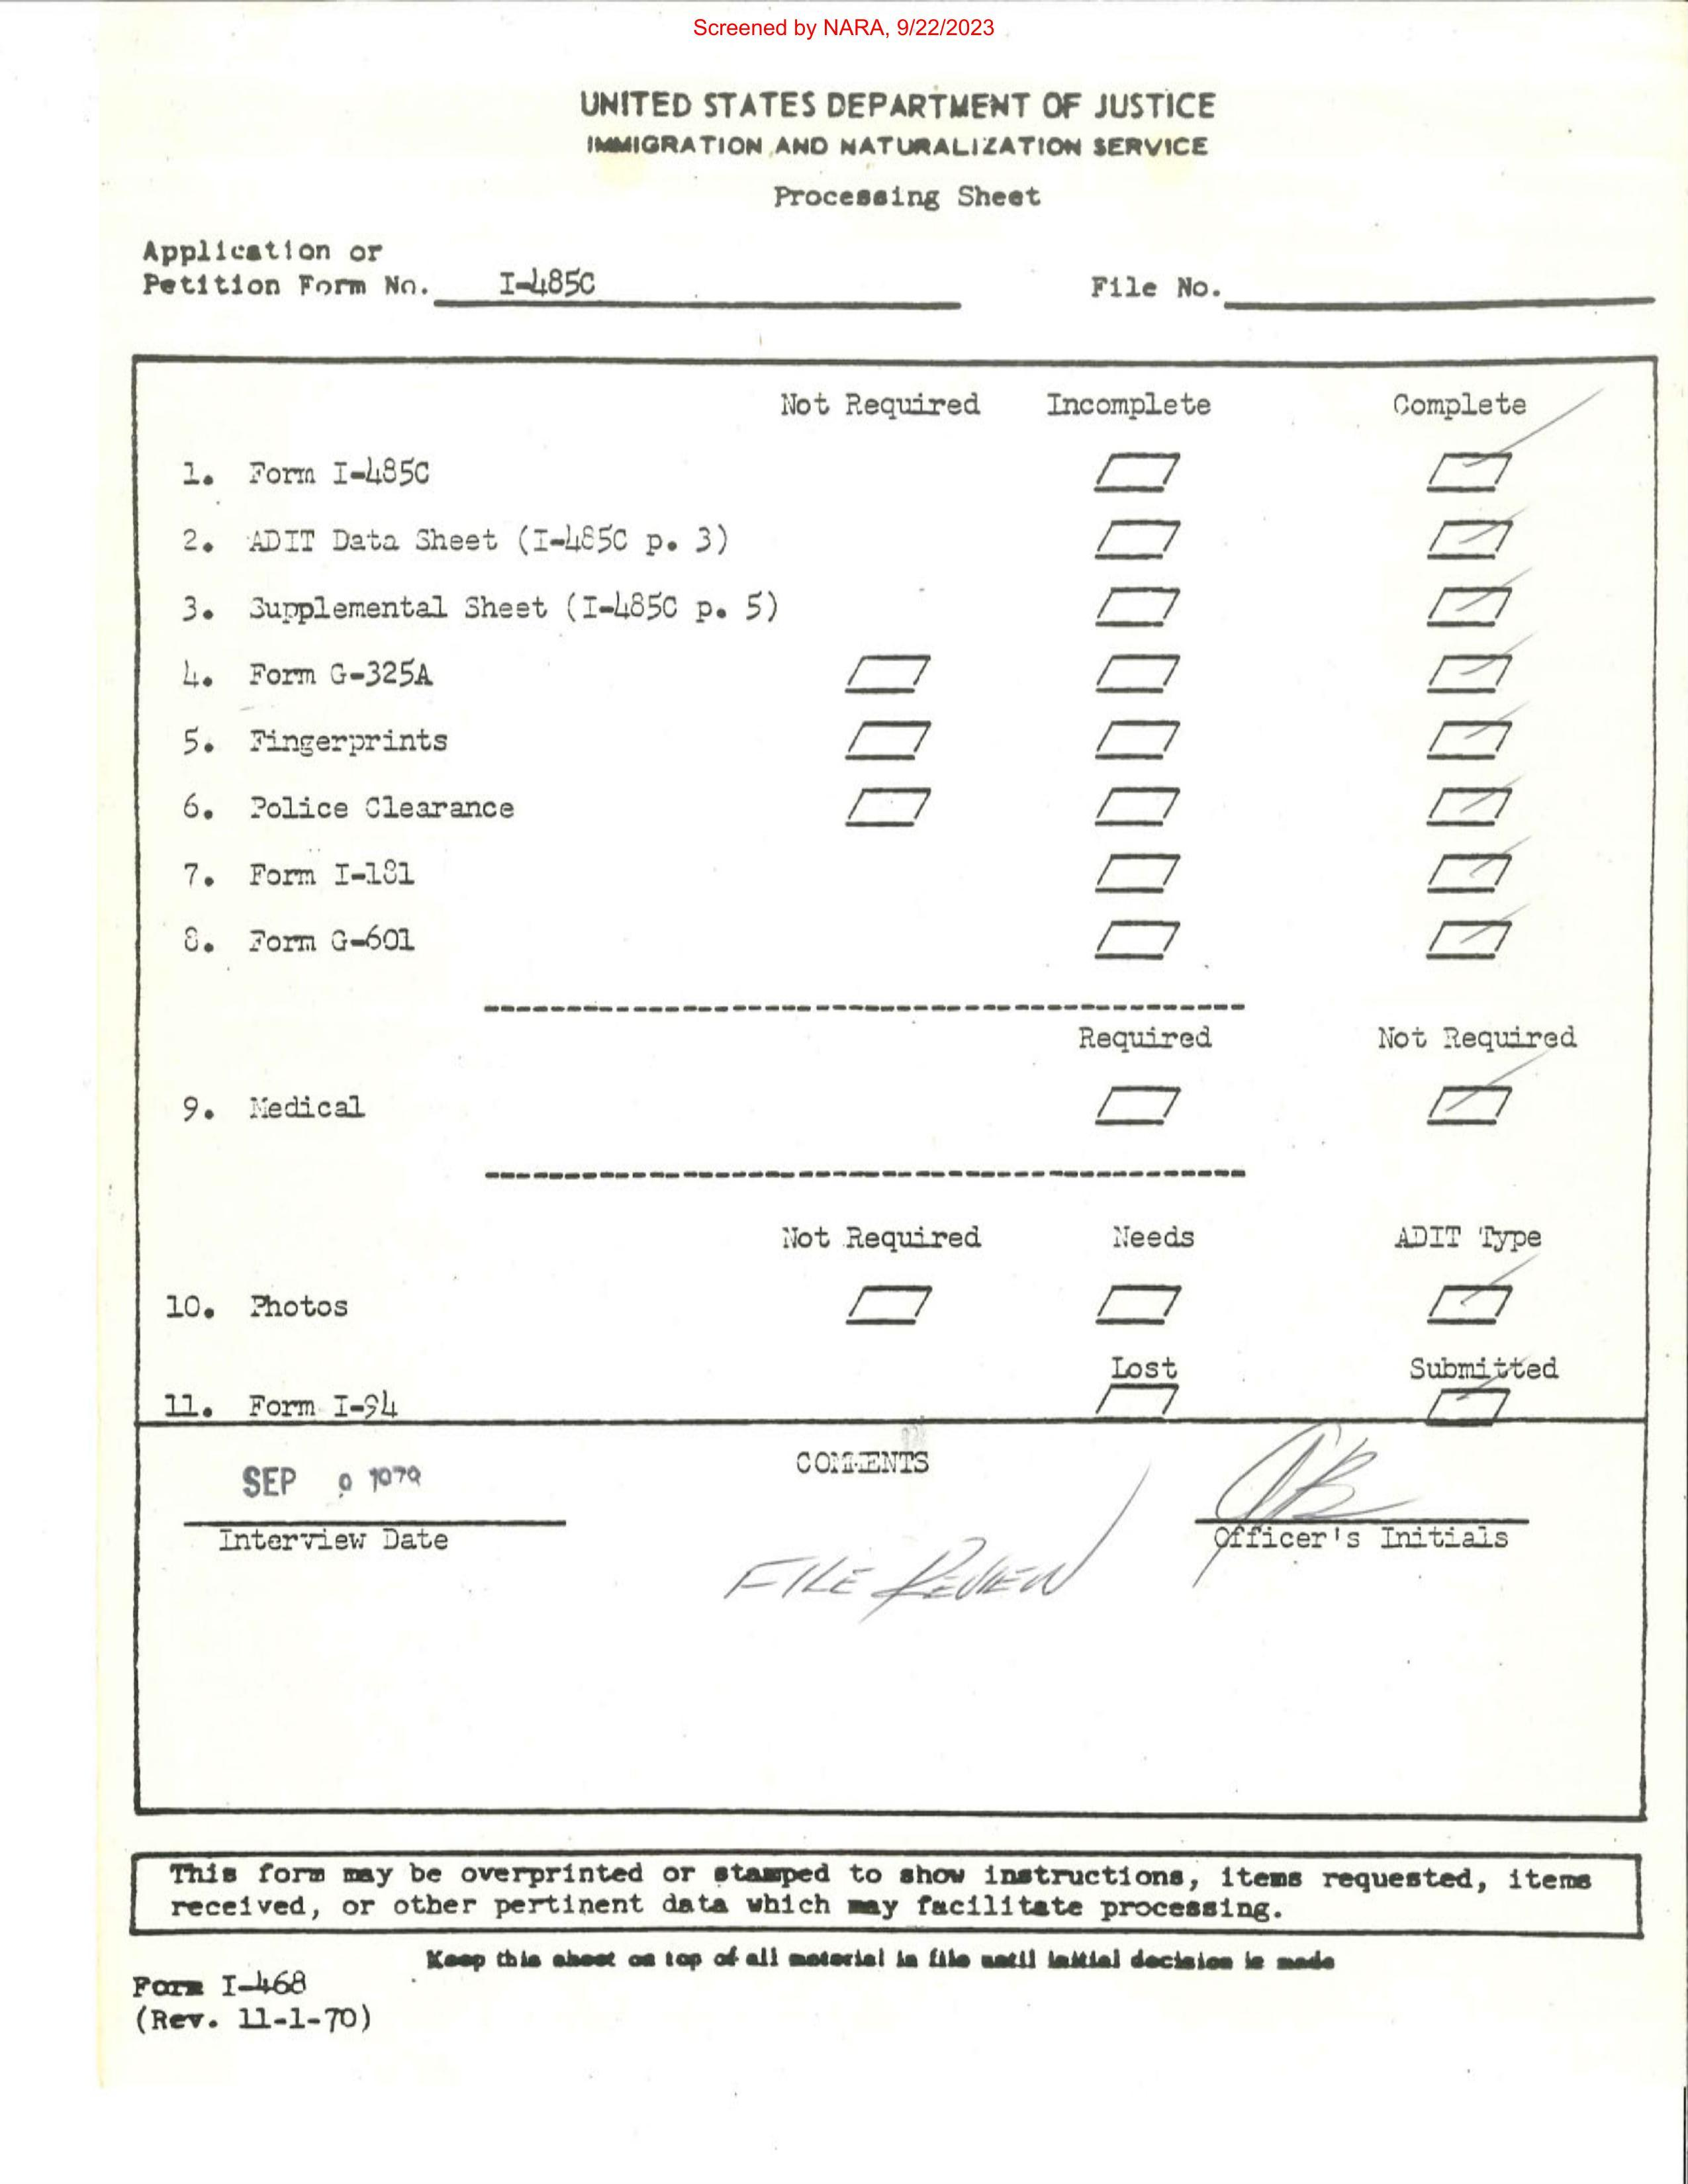 Screened by NARA, 9/22/2023
UNITED STATES DEPARTMENT OF JUSTICE
IMMIGRATION AND NATURALIZATION SERVICE
Processing Sheet
Application or
Petition Form No. I-485C File No.
Not Required Incomplete Complete
1. Form I-485C
2. ADIT Data Sheet (I-485C p. 3)
3. Supplemental Sheet (I-485C p. 5)
4. Form G-325A
5. Fingerprints
6. Police Clearance
7. Form I-181
8. Form G-601
Required Not Required
9. Medical
Not Required Needs ADIT Type
10. Photos
Lost Submitted
11. Form I-94
COMMENTS
SEP 1979
Interview Date Officer's Initials
FILE REVIEW
This form may be overprinted or stamped to show instructions, items requested, items
received, or other pertinent data which may facilitate processing.
Keep this sheet on top of all material in file until initial decision is made
Form I-468
(Rev. 11-1-70)